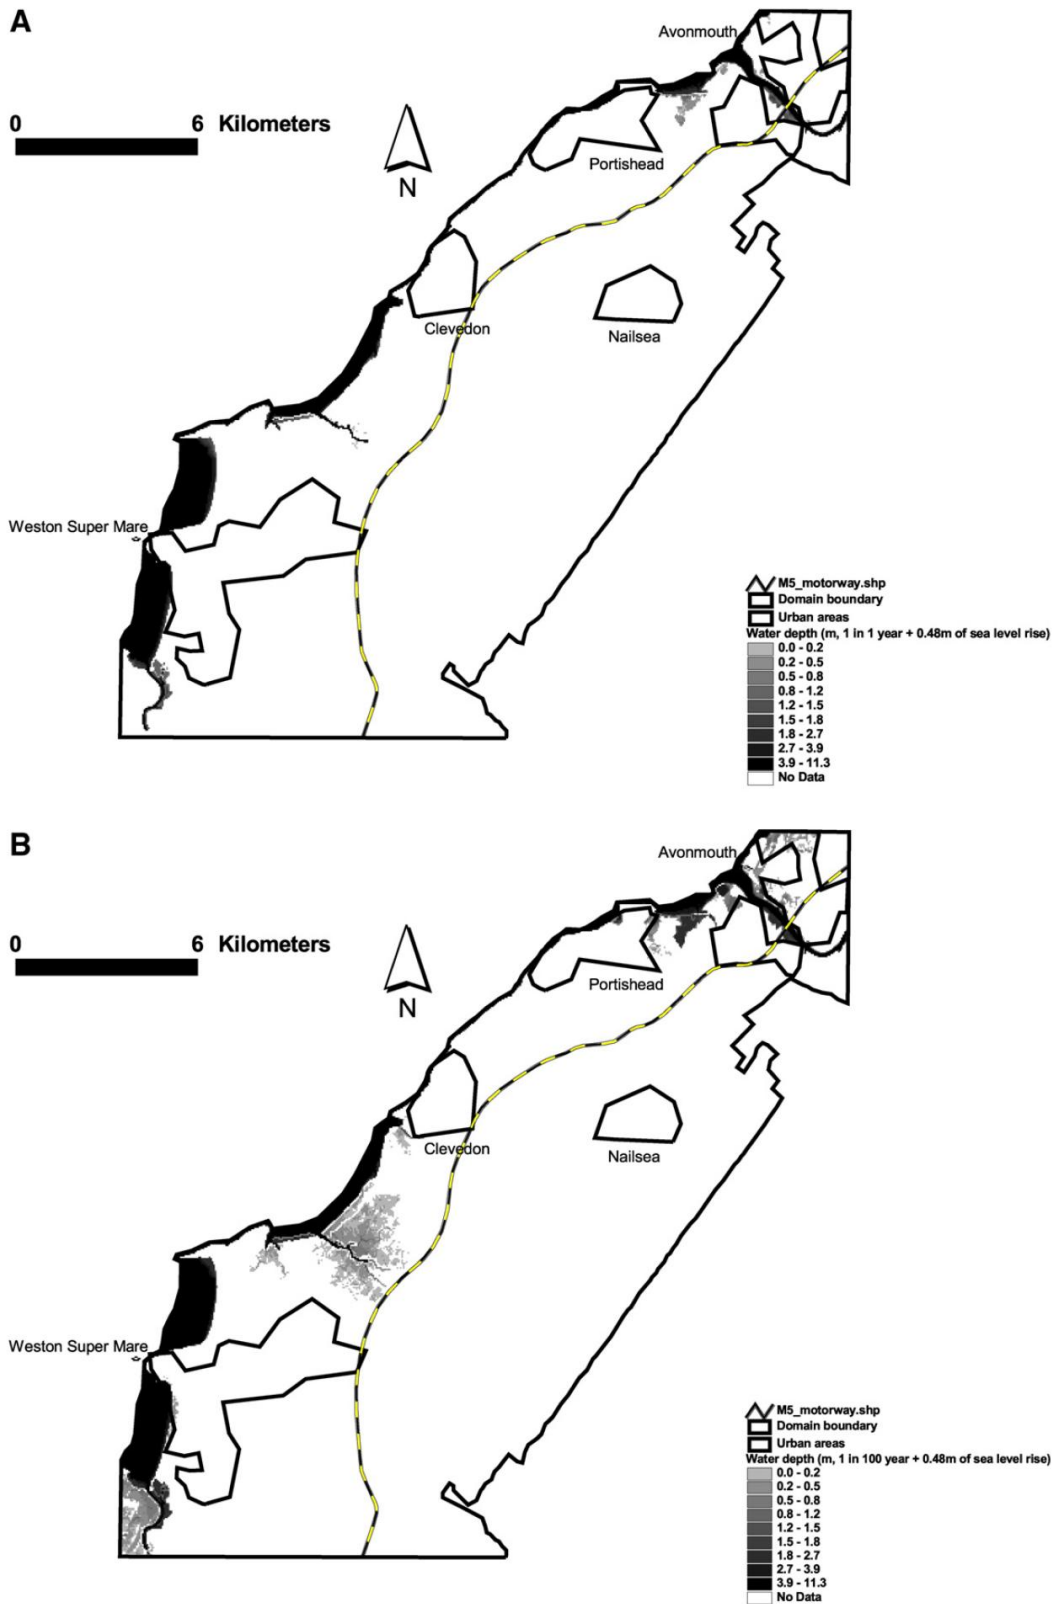 A
Avonmouth
0 6 Kilometers
N
Portishead
Clevedon
Nailsea
Weston Super Mare
M5_motorway.shp
Domain boundary
Urban areas
Water depth (m, 1 in 1 year + 0.48m of sea level rise)
0.0 - 0.2
0.2 - 0.5
0.5 - 0.8
0.8 - 1.2
1.2 - 1.5
1.5 - 1.8
1.8 - 2.7
2.7 - 3.9
3.9 - 11.3
No Data
B
Avonmouth
0 6 Kilometers
N
Portishead
Clevedon
Nailsea
Weston Super Mare
M5_motorway.shp
Domain boundary
Urban areas
Water depth (m, 1 in 100 year + 0.48m of sea level rise)
0.0 - 0.2
0.2 - 0.5
0.5 - 0.8
0.8 - 1.2
1.2 - 1.5
1.5 - 1.8
1.8 - 2.7
2.7 - 3.9
3.9 - 11.3
No Data